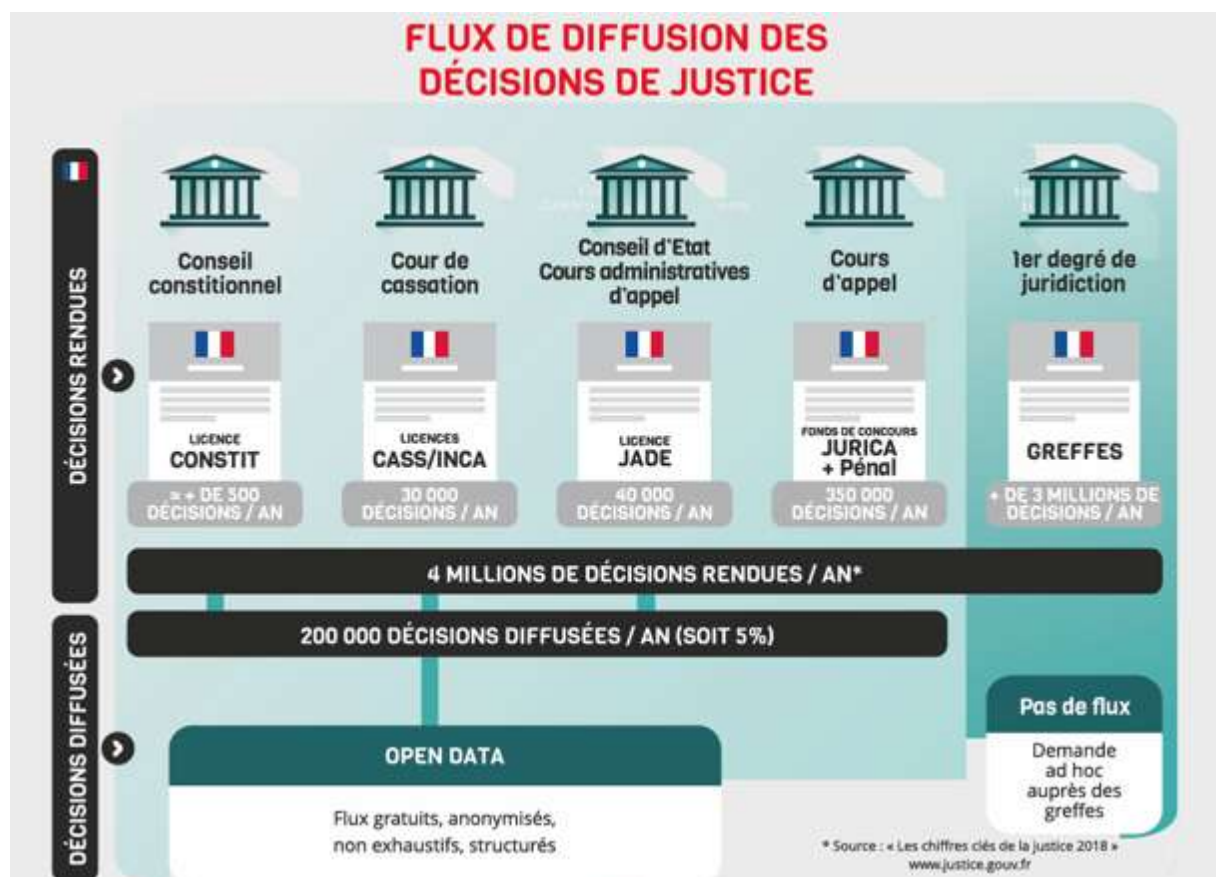 FLUX DE DIFFUSION DES
DÉCISIONS DE JUSTICE
DÉCISIONS RENDUES
Conseil
constitutionnel
LICENCE
CONSTIT
≈ + DE 500
DÉCISIONS / AN
Cour de
cassation
LICENCES
CASS/INCA
30 000
DÉCISIONS / AN
Conseil d'Etat
Cours administratives
d'appel
LICENCE
JADE
40 000
DÉCISIONS / AN
Cours
d'appel
FONDS DE CONCOURS
JURICA
+ Pénal
350 000
DÉCISIONS / AN
1er degré de
juridiction
GREFFES
+ DE 3 MILLIONS DE
DÉCISIONS / AN
4 MILLIONS DE DÉCISIONS RENDUES / AN*
200 000 DÉCISIONS DIFFUSÉES / AN (SOIT 5%)
DÉCISIONS DIFFUSÉES
OPEN DATA
Flux gratuits, anonymisés,
non exhaustifs, structurés
Pas de flux
Demande
ad hoc
auprès des
greffes
* Source : « Les chiffres clés de la justice 2018 »
www.justice.gouv.fr